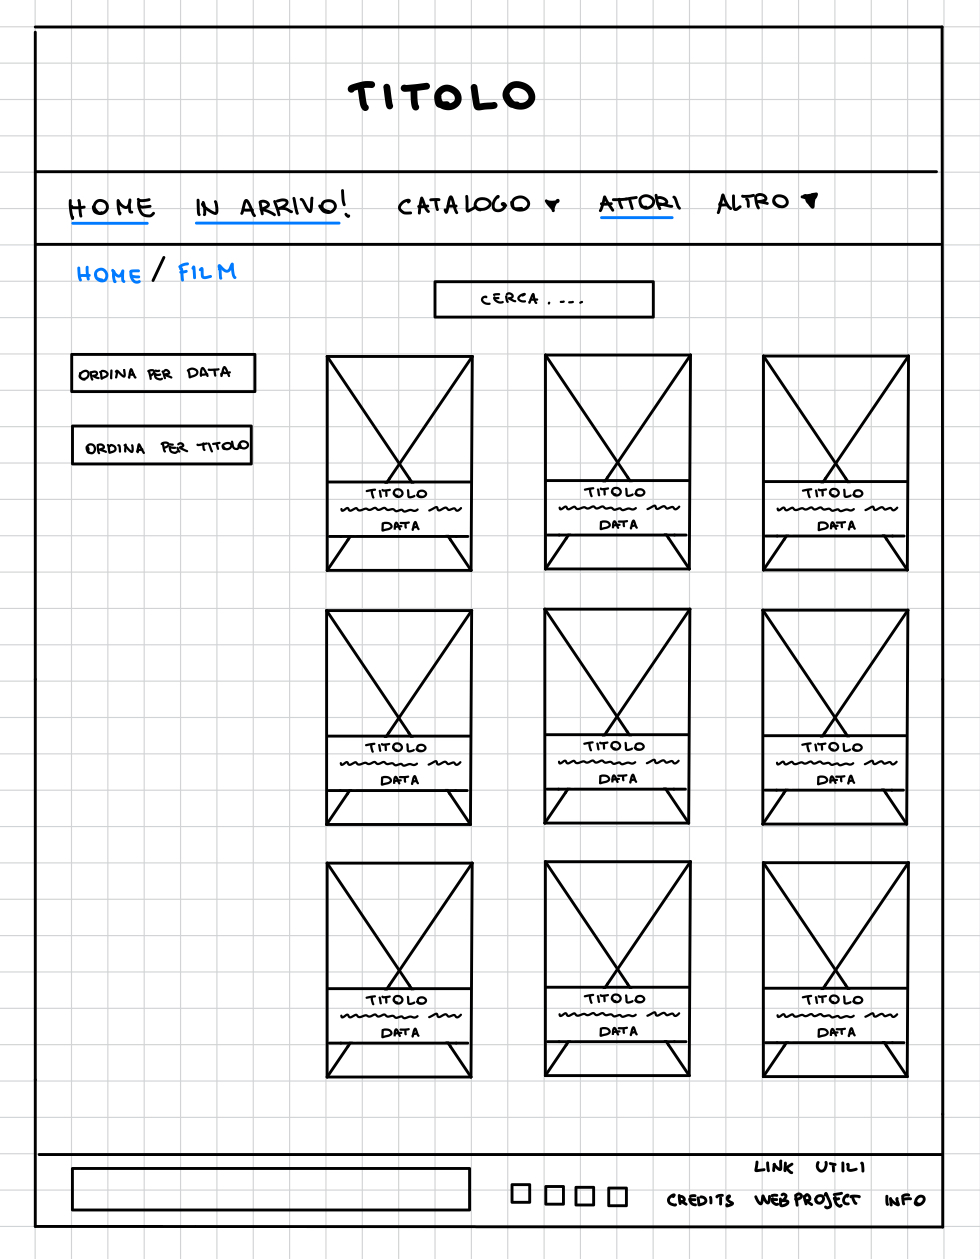 TITOLO
HOME IN ARRIVO! CATALOGO ▼ ATTORI ALTRO ▼
HOME / FILM
CERCA . ---
ORDINA PER DATA
ORDINA PER TITOLO
TITOLO TITOLO TITOLO
DATA DATA DATA
TITOLO TITOLO TITOLO
DATA DATA DATA
TITOLO TITOLO TITOLO
DATA DATA DATA
LINK UTILI
CREDITS WEB PROJECT INFO